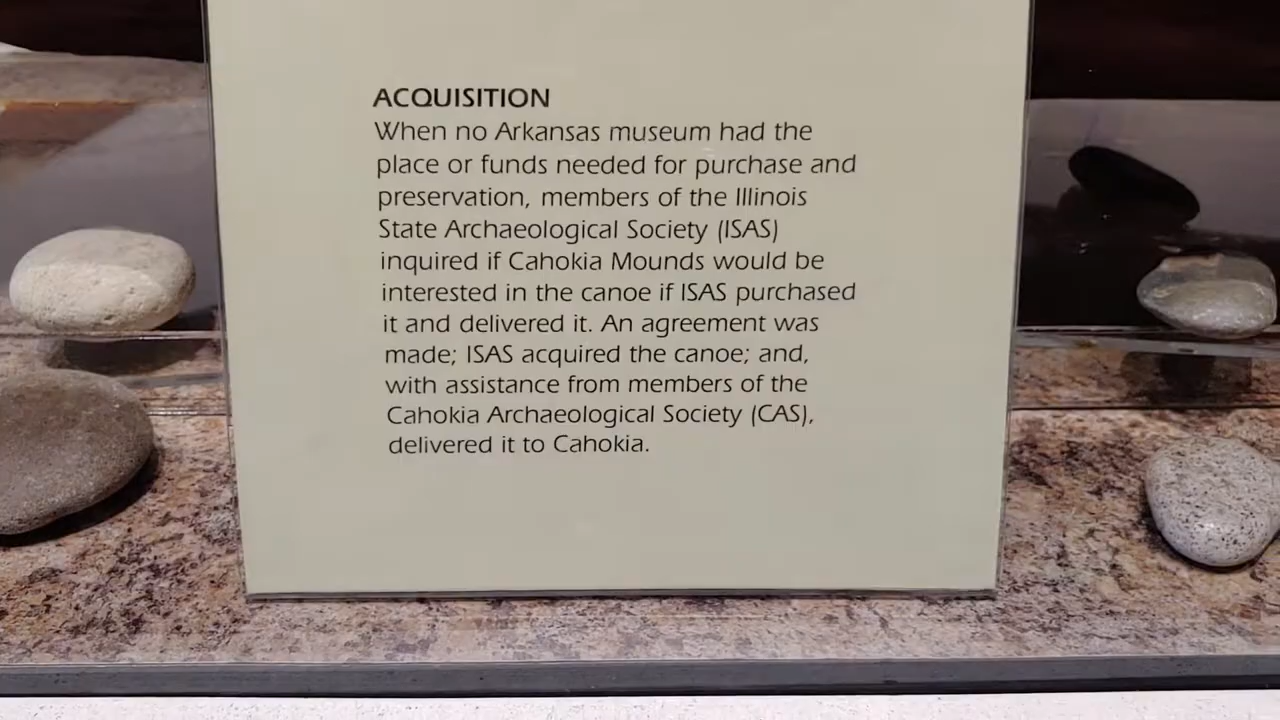 ACQUISITION
When no Arkansas museum had the
place or funds needed for purchase and
preservation, members of the Illinois
State Archaeological Society (ISAS)
inquired if Cahokia Mounds would be
interested in the canoe if ISAS purchased
it and delivered it. An agreement was
made; ISAS acquired the canoe; and,
with assistance from members of the
Cahokia Archaeological Society (CAS),
delivered it to Cahokia.